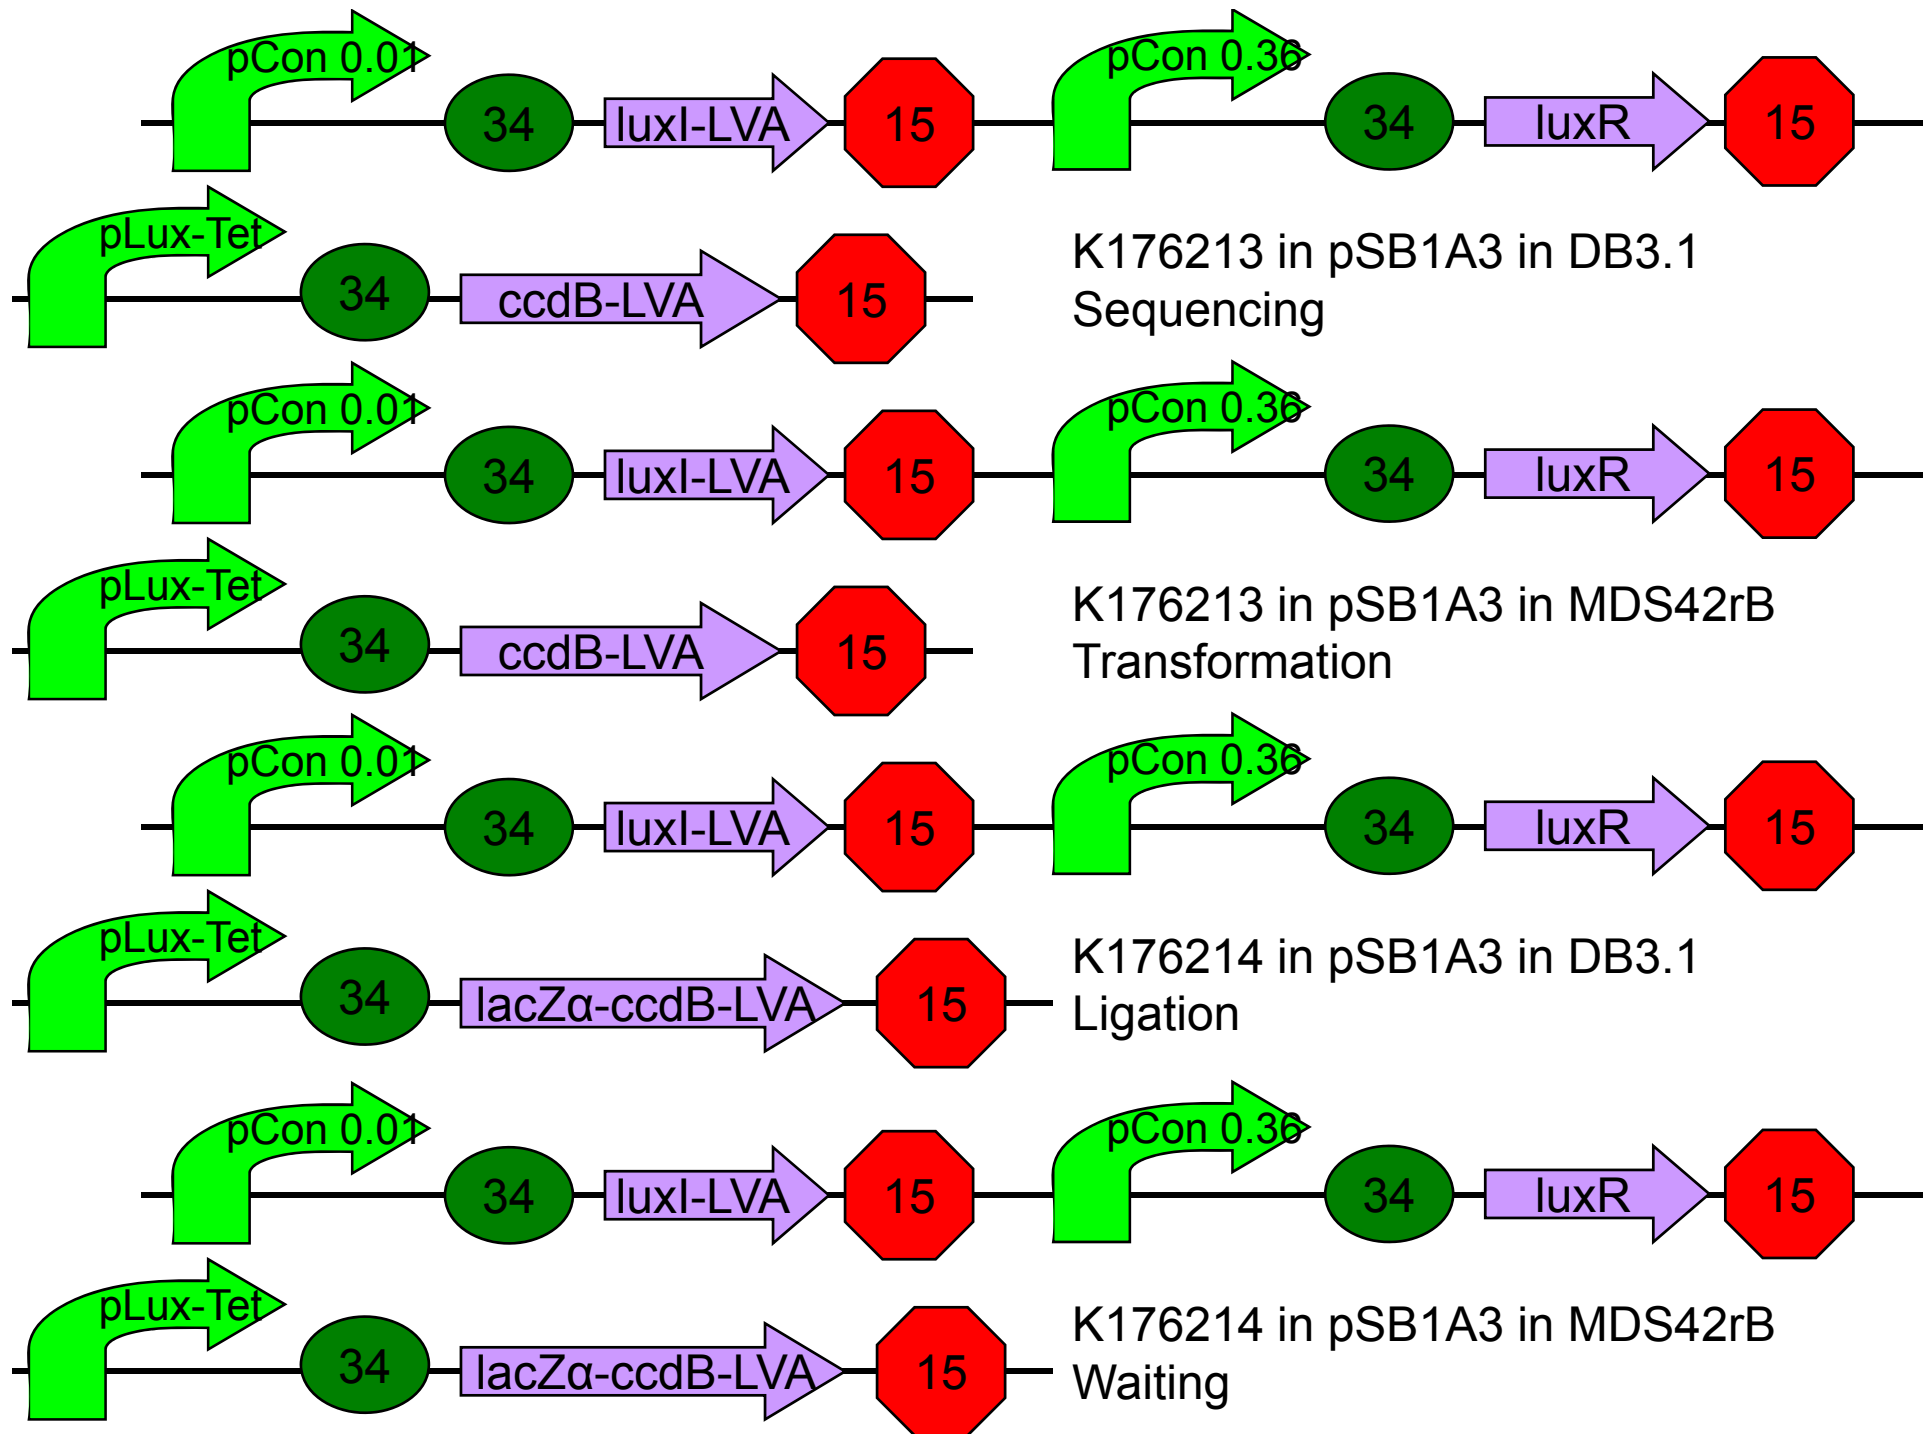 pCon 0.01 34 luxI-LVA 15 pCon 0.36 34 luxR 15
pLux-Tet 34 ccdB-LVA 15 K176213 in pSB1A3 in DB3.1
Sequencing
pCon 0.01 34 luxI-LVA 15 pCon 0.36 34 luxR 15
pLux-Tet 34 ccdB-LVA 15 K176213 in pSB1A3 in MDS42rB
Transformation
pCon 0.01 34 luxI-LVA 15 pCon 0.36 34 luxR 15
pLux-Tet 34 lacZα-ccdB-LVA 15 K176214 in pSB1A3 in DB3.1
Ligation
pCon 0.01 34 luxI-LVA 15 pCon 0.36 34 luxR 15
pLux-Tet 34 lacZα-ccdB-LVA 15 K176214 in pSB1A3 in MDS42rB
Waiting